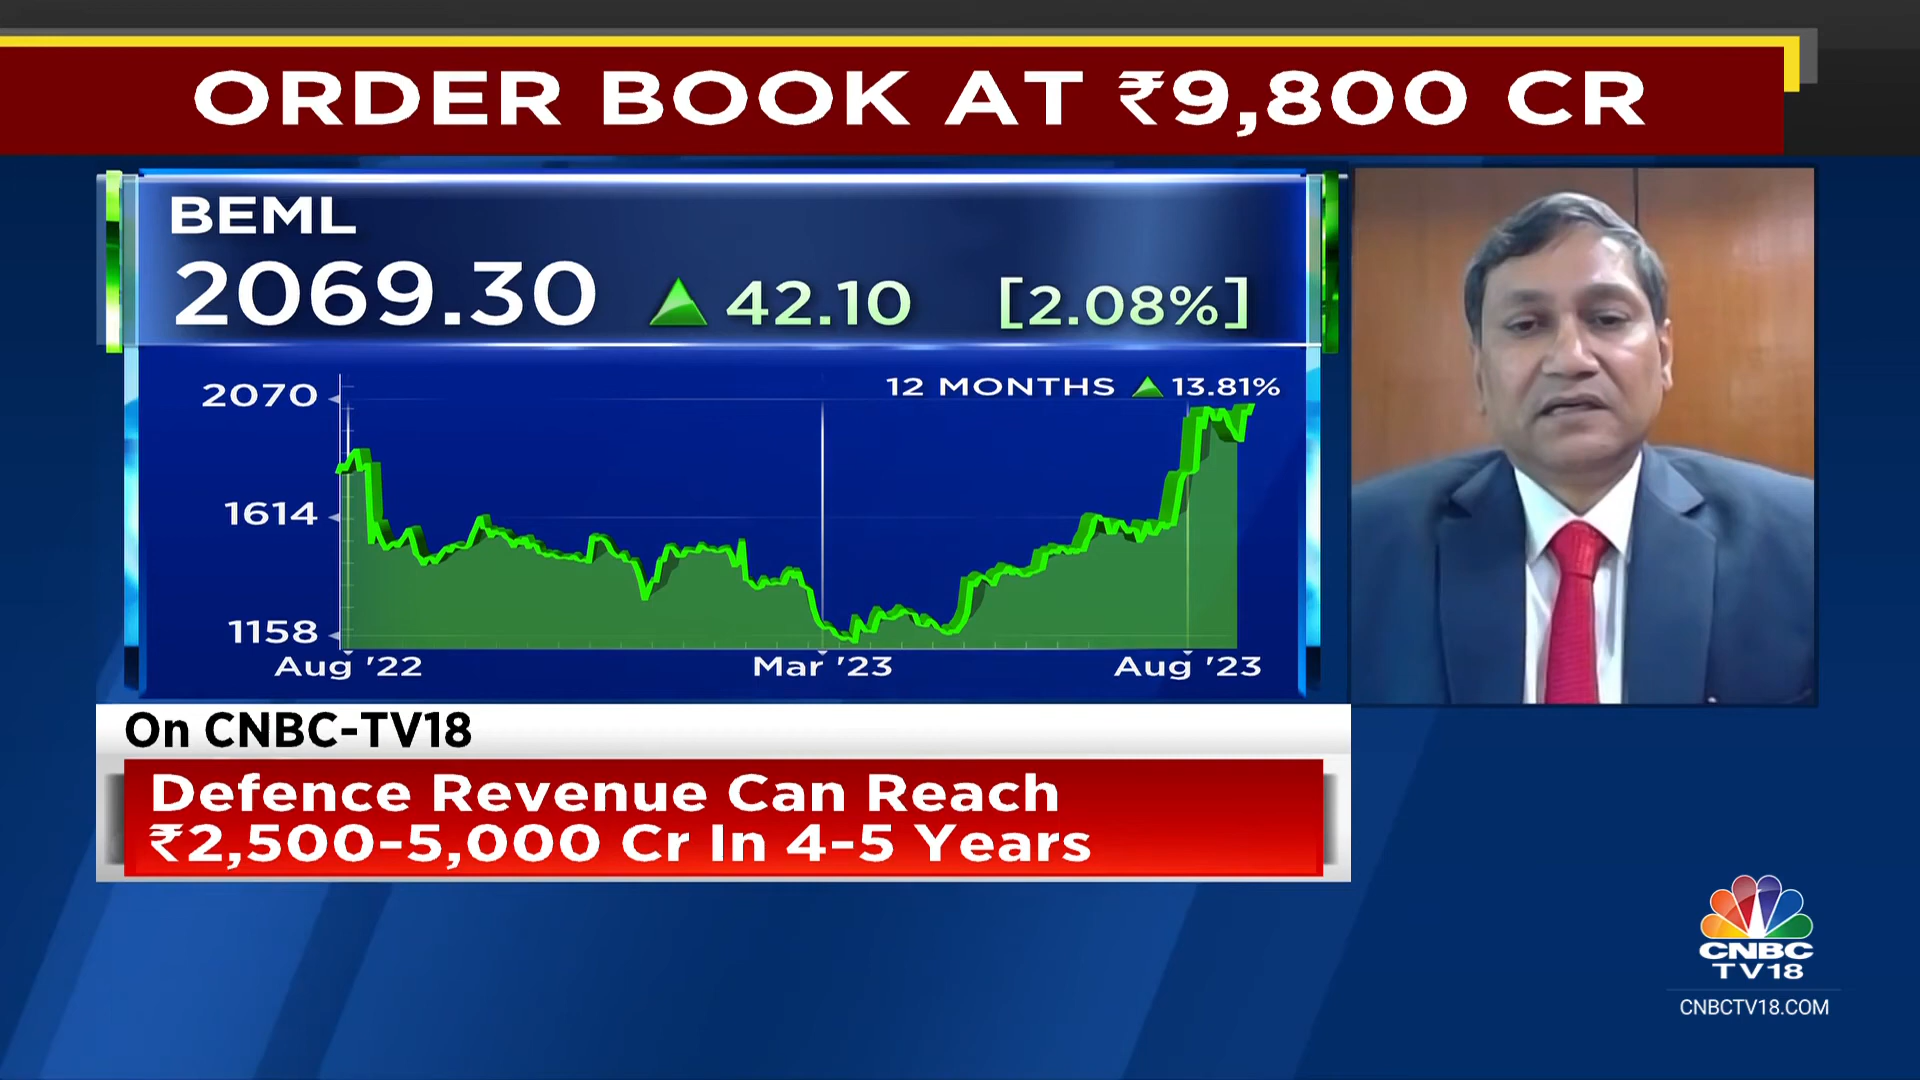 ORDER BOOK AT ₹9,800 CR
BEML
2069.30 ▲ 42.10 [2.08%]
12 MONTHS ▲ 13.81%
2070
1614
1158
Aug '22 Mar '23 Aug '23
On CNBC-TV18
Defence Revenue Can Reach
₹2,500-5,000 Cr In 4-5 Years
CNBC
TV18
CNBCTV18.COM